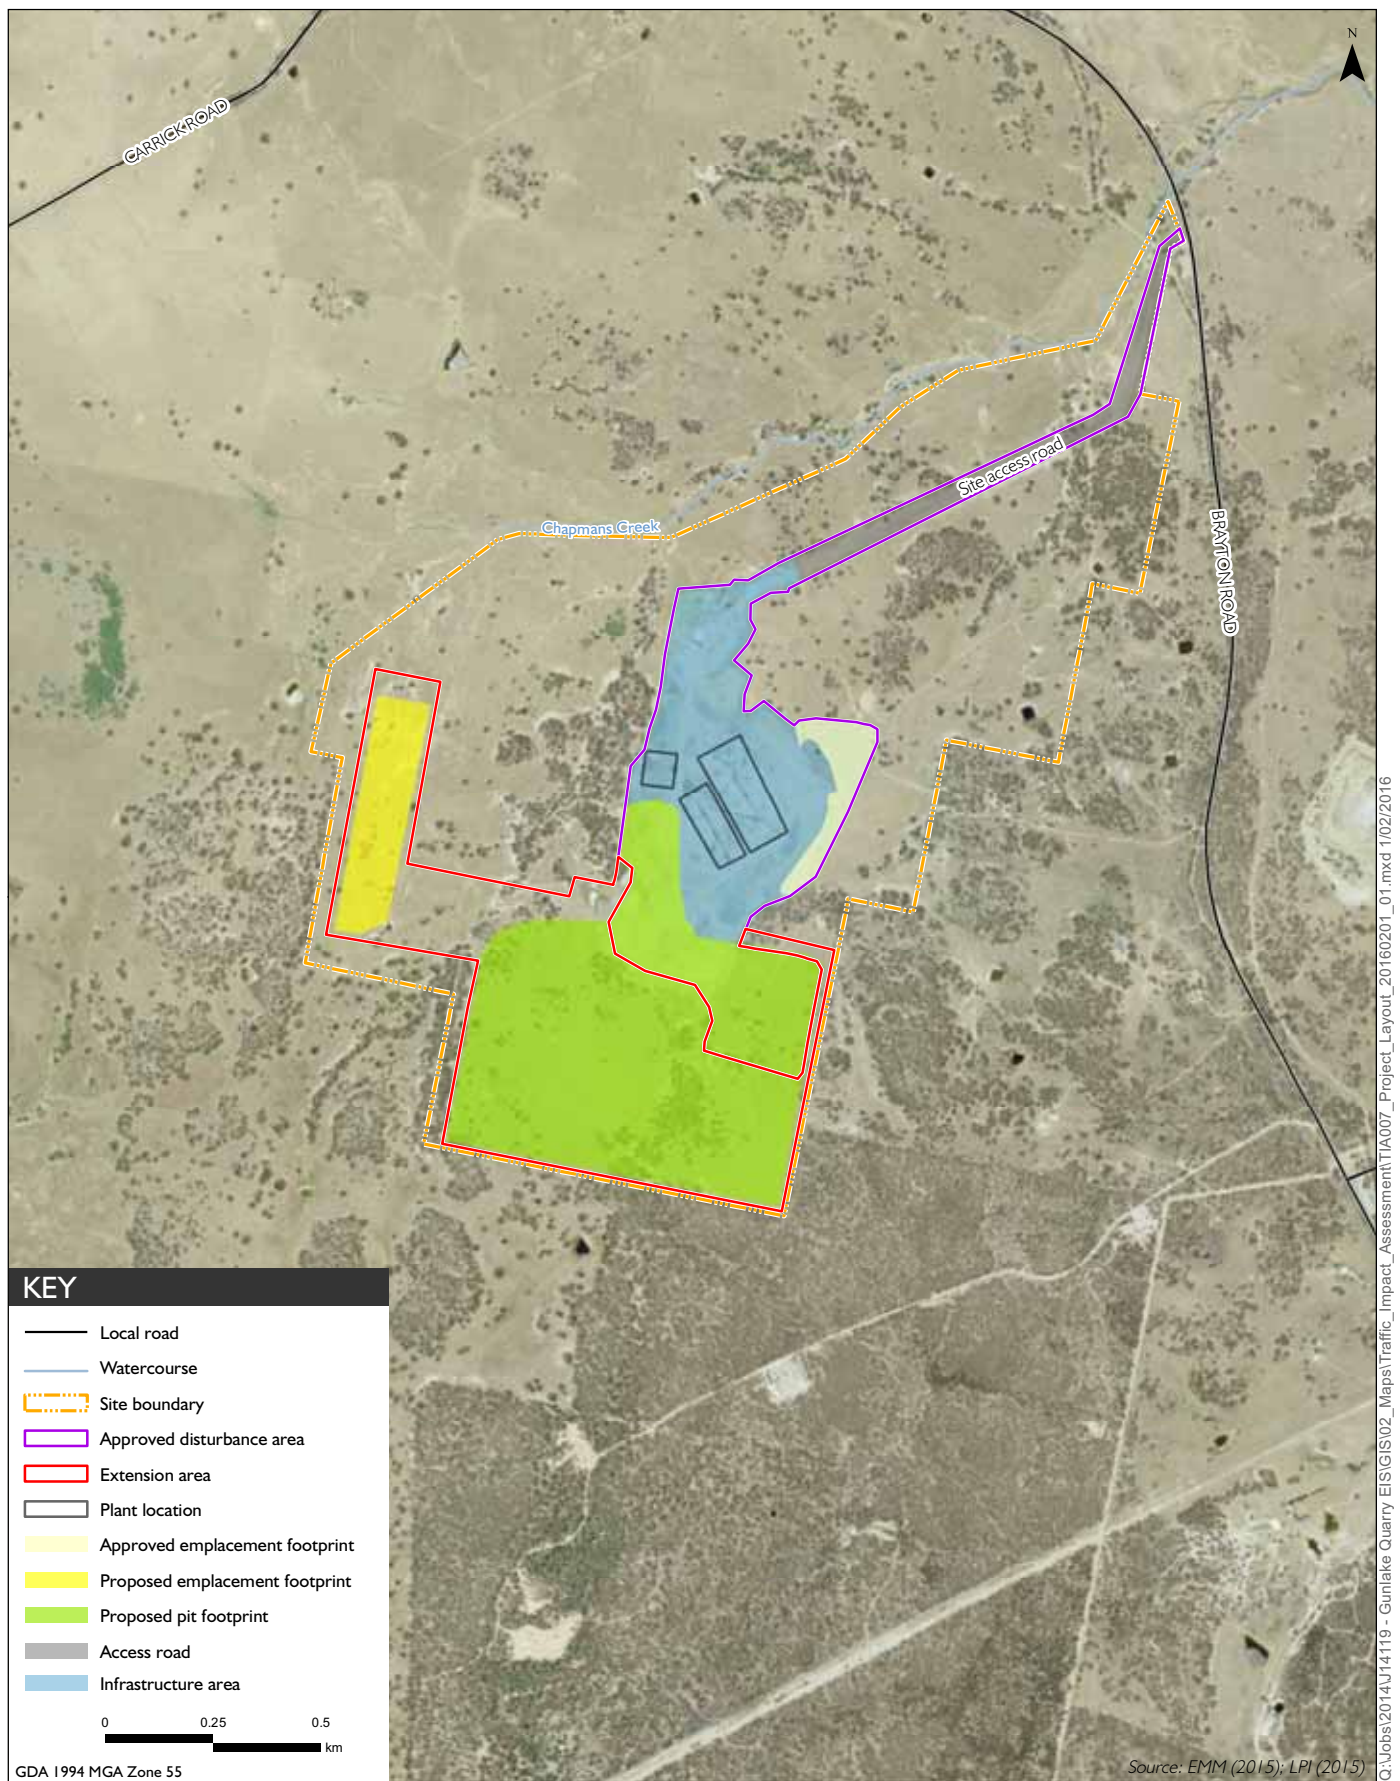 N
CARRICK ROAD
Site access road
Chapmans Creek
BRAYTON ROAD
KEY
Local road
Watercourse
Site boundary
Approved disturbance area
Extension area
Plant location
Approved emplacement footprint
Proposed emplacement footprint
Proposed pit footprint
Access road
Infrastructure area
0 0.25 0.5
km
GDA 1994 MGA Zone 55
Source: EMM (2015); LPI (2015)
Q:\Jobs\2014\J14119 - Gunlake Quarry EIS\GIS\02_Maps\Traffic_Impact_Assessment\TIA007_Project_Layout_20160201_01.mxd 1/02/2016